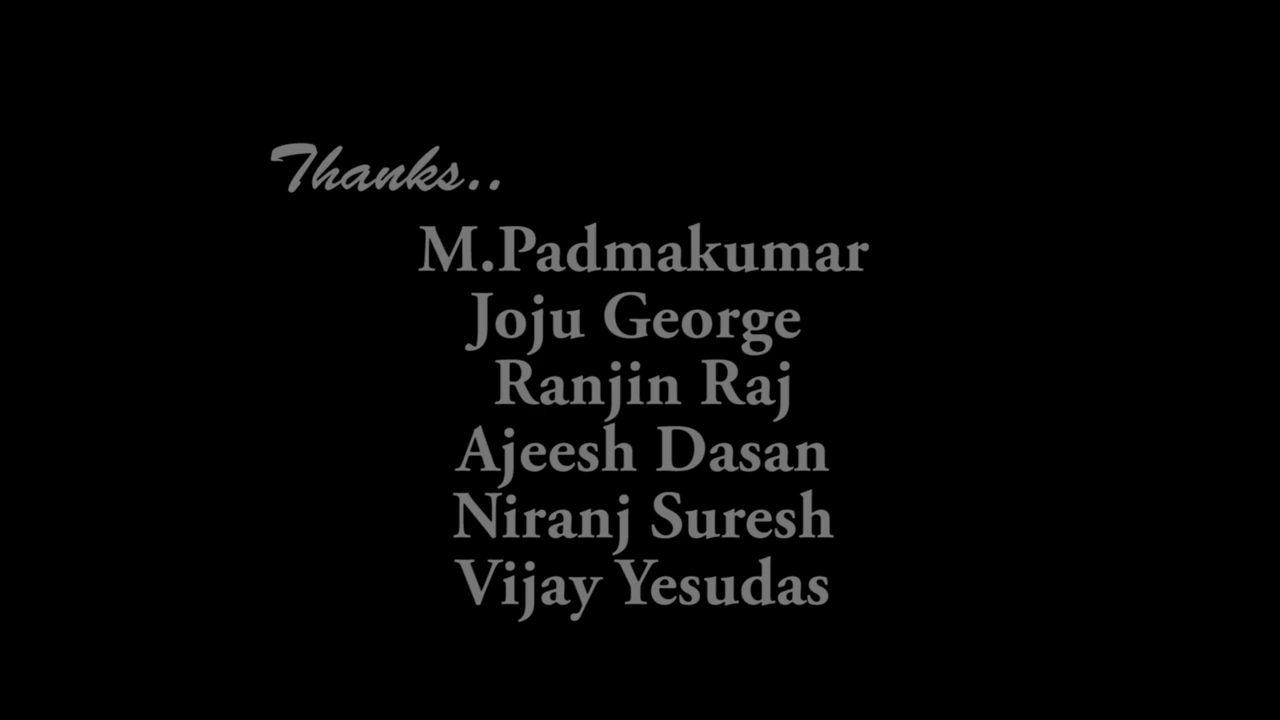 Thanks..
M.Padmakumar
Joju George
Ranjin Raj
Ajeesh Dasan
Niranj Suresh
Vijay Yesudas